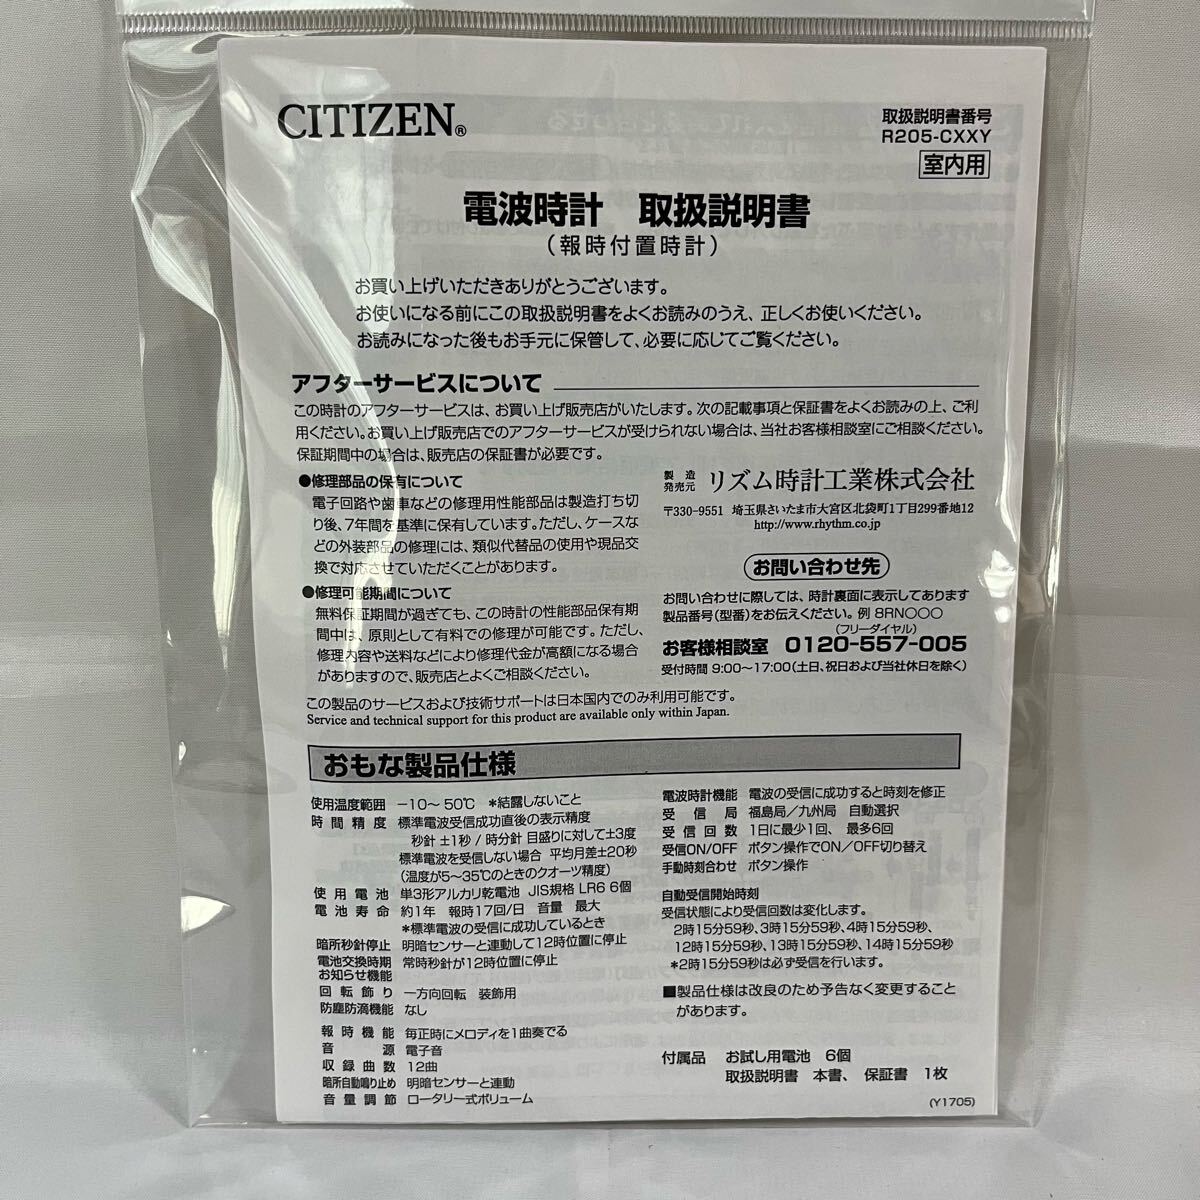 CITIZEN®
取扱説明書番号
R205-CXXY
室内用
電波時計 取扱説明書
(報時付置時計)
お買い上げいただきありがとうございます。
お使いになる前にこの取扱説明書をよくお読みのうえ、正しくお使いください。
お読みになった後もお手元に保管して、必要に応じてご覧ください。
アフターサービスについて
この時計のアフターサービスは、お買い上げ販売店がいたします。次の記載事項と保証書をよくお読みの上、ご利
用ください。お買い上げ販売店でのアフターサービスが受けられない場合は、当社お客様相談室にご相談ください。
保証期間中の場合は、販売店の保証書が必要です。
●修理部品の保有について
電子回路や歯車などの修理用性能部品は製造打ち切
り後、7年間を基準に保有しています。ただし、ケースな
どの外装部品の修理には、類似代替品の使用や現品交
換で対応させていただくことがあります。
●修理可能期間について
無料保証期間が過ぎても、この時計の性能部品保有期
間中は、原則として有料での修理が可能です。ただし、
修理内容や送料などにより修理代金が高額になる場合
がありますので、販売店とよくご相談ください。
製造
発売元 リズム時計工業株式会社
〒330-9551 埼玉県さいたま市大宮区北袋町1丁目299番地12
http://www.rhythm.co.jp
お問い合わせ先
お問い合わせに際しては、時計裏面に表示してあります
製品番号(型番)をお伝えください。例 8RN○○○
(フリーダイヤル)
お客様相談室 0120-557-005
受付時間 9:00〜17:00(土日、祝日および当社休日を除く)
この製品のサービスおよび技術サポートは日本国内でのみ利用可能です。
Service and technical support for this product are available only within Japan.
おもな製品仕様
使用温度範囲 −10〜 50℃ *結露しないこと
時間精度 標準電波受信成功直後の表示精度
秒針 ±1秒 / 時分針 目盛りに対して±3度
標準電波を受信しない場合 平均月差±20秒
(温度が5〜35℃のときのクオーツ精度)
使用電池 単3形アルカリ乾電池 JIS規格 LR6 6個
電池寿命 約1年 報時17回/日 音量 最大
*標準電波の受信に成功しているとき
暗所秒針停止 明暗センサーと連動して12時位置に停止
電池交換時期 常時秒針が12時位置に停止
お知らせ機能
回転飾り 一方向回転 装飾用
防塵防滴機能 なし
報時機能 毎正時にメロディを1曲奏でる
音源 電子音
収録曲数 12曲
暗所自動鳴り止め 明暗センサーと連動
音量調節 ロータリー式ボリューム
電波時計機能 電波の受信に成功すると時刻を修正
受信局 福島局/九州局 自動選択
受信回数 1日に最少1回、 最多6回
受信ON/OFF ボタン操作でON/OFF切り替え
手動時刻合わせ ボタン操作
自動受信開始時刻
受信状態により受信回数は変化します。
2時15分59秒、3時15分59秒、4時15分59秒、
12時15分59秒、13時15分59秒、14時15分59秒
*2時15分59秒は必ず受信を行います。
■製品仕様は改良のため予告なく変更すること
があります。
付属品 お試し用電池 6個
取扱説明書 本書、 保証書 1枚
(Y1705)